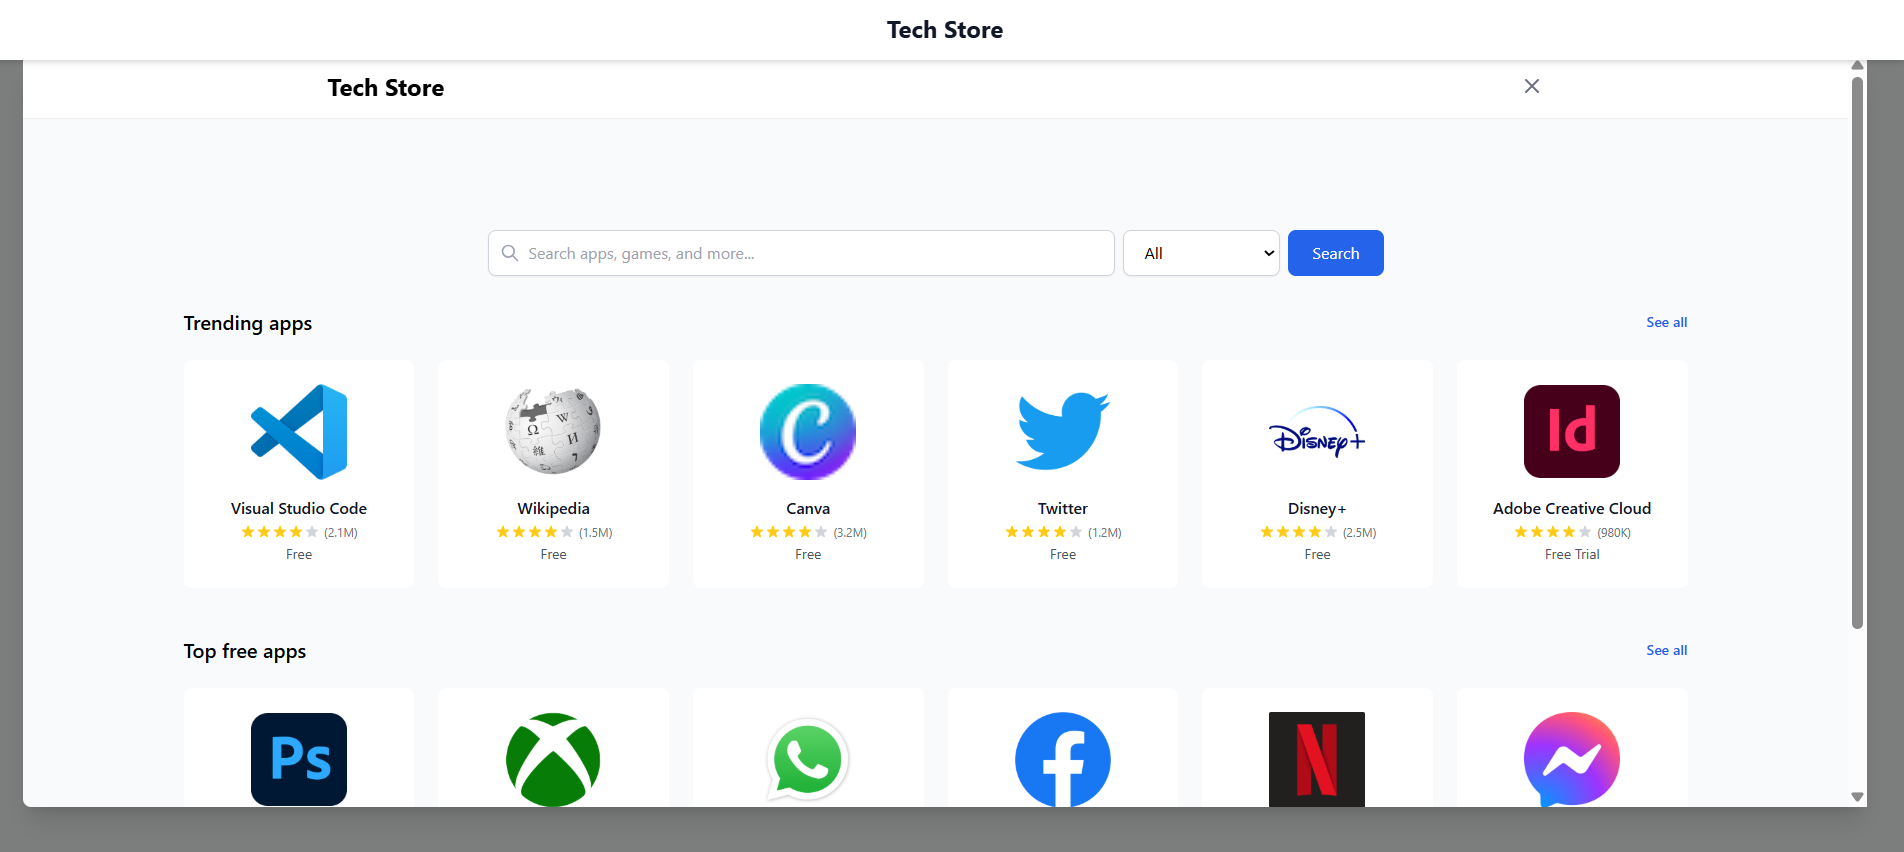 Tech Store
Tech Store
Search apps, games, and more...
All
Search
Trending apps
See all
Visual Studio Code
(2.1M)
Free
Wikipedia
(1.5M)
Free
Canva
(3.2M)
Free
Twitter
(1.2M)
Free
Disney+
Disney+
(2.5M)
Free
Id
Adobe Creative Cloud
(980K)
Free Trial
Top free apps
See all
Ps